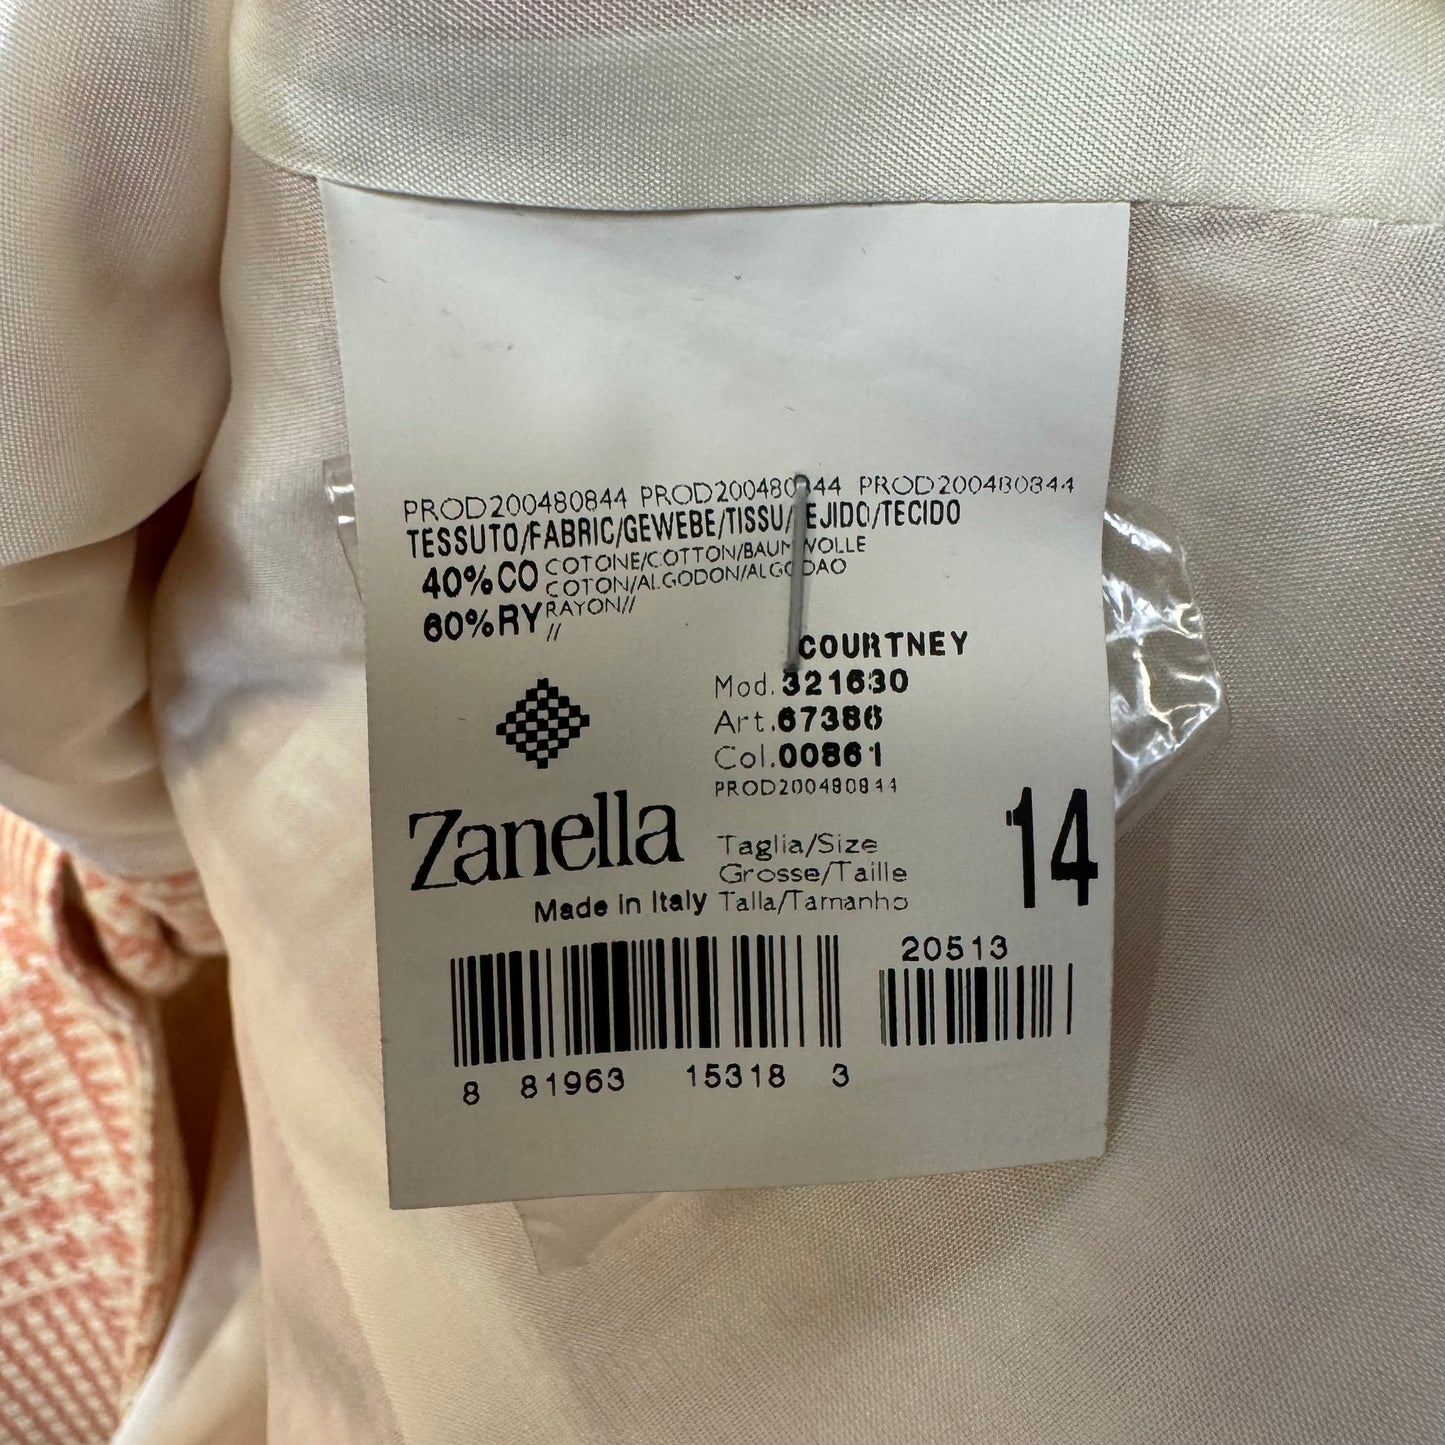 PROD200480844 PROD200480844 PROD200480844
TESSUTO/FABRIC/GEWEBE/TISSU/TEJIDO/TECIDO
40%CO COTONE/COTTON/BAUMWOLLE
COTON/ALGODON/ALGODAO
60%RY RAYON//
//
COURTNEY
Mod. 321630
Art. 67386
Col. 00861
PROD200480844
Zanella
Made in Italy
Taglia/Size
Grosse/Taille
Talla/Tamanho
14
20513
8 81963 15318 3